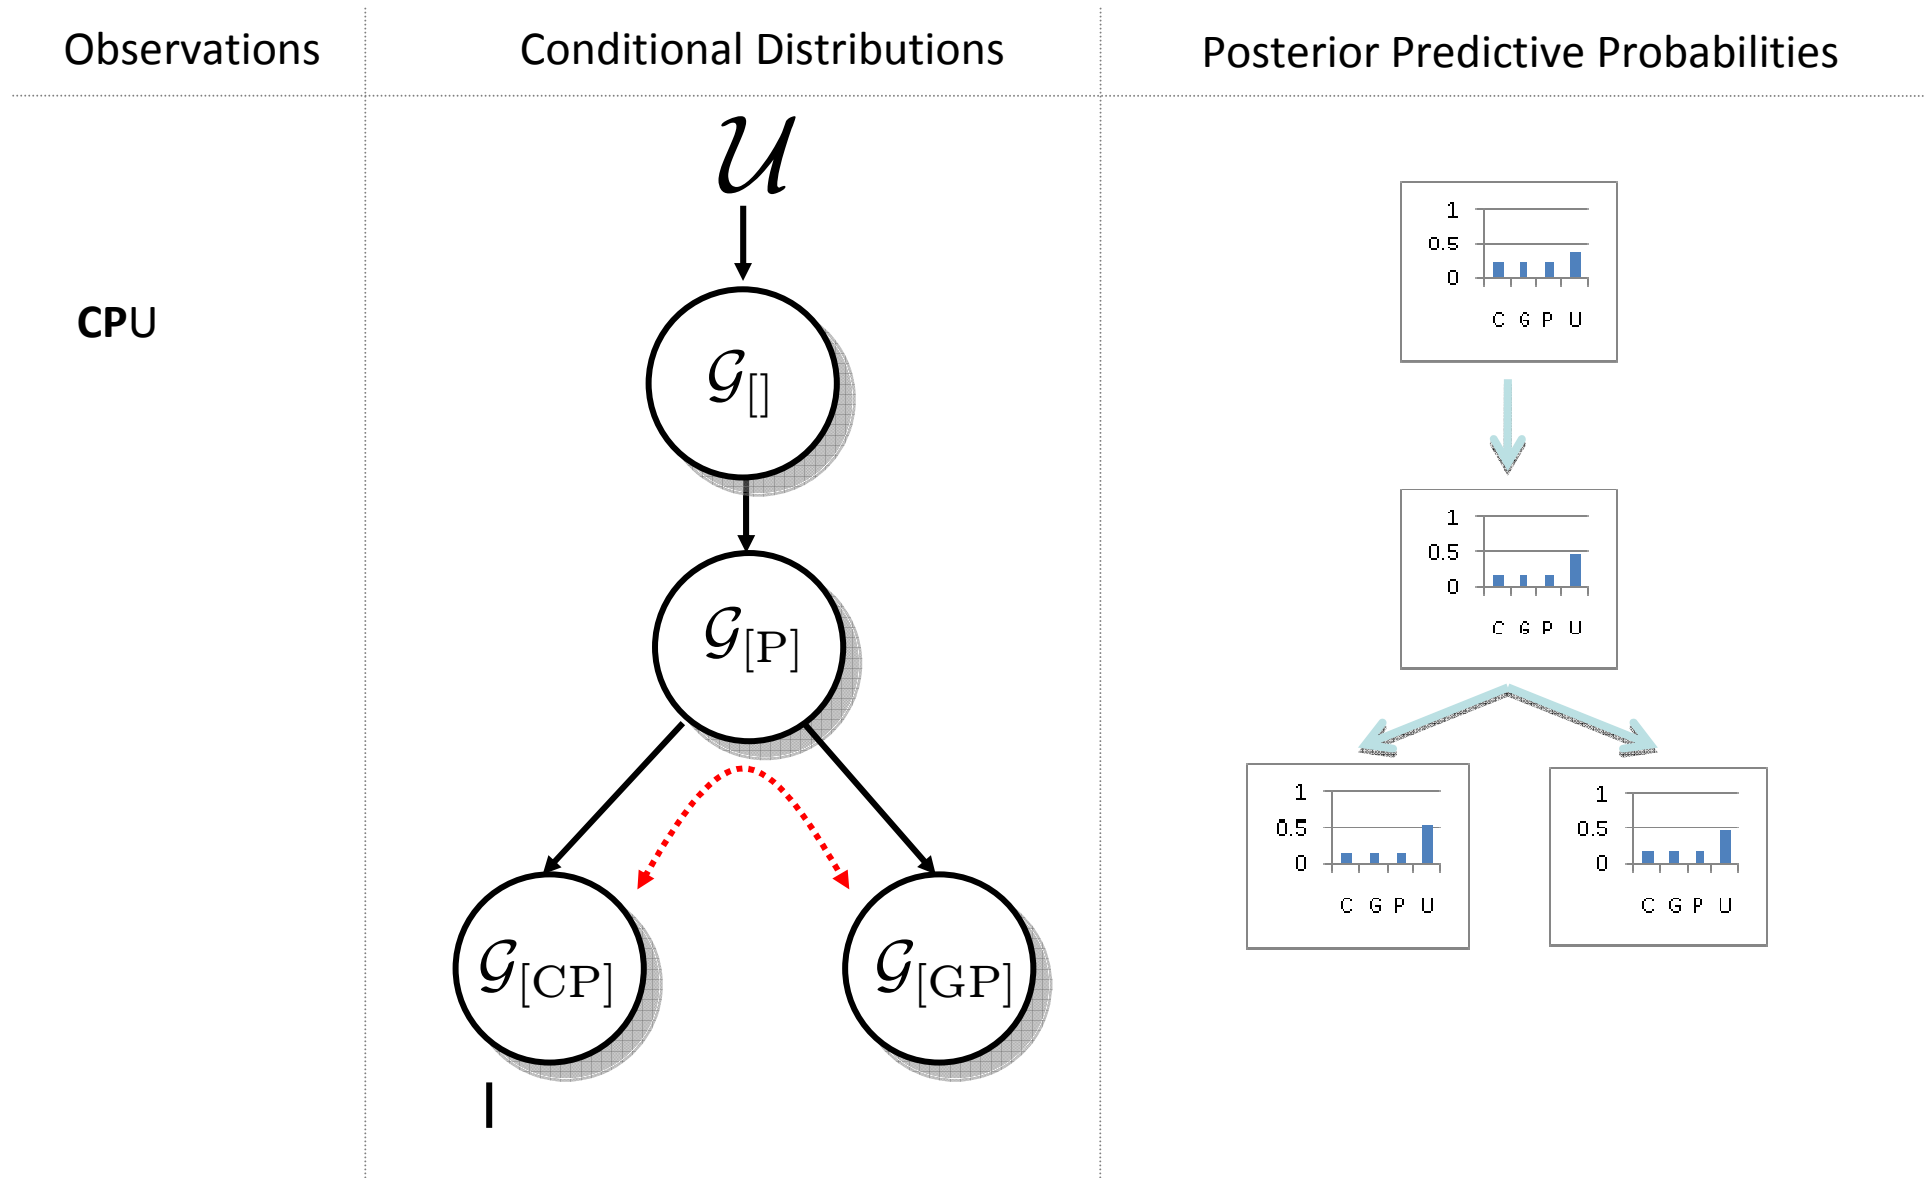 Observations
Conditional Distributions
Posterior Predictive Probabilities
CPU
𝒰
𝒢[]
𝒢[P]
𝒢[CP]
𝒢[GP]
1
0.5
0
C G P U
1
0.5
0
C G P U
1
0.5
0
C G P U
1
0.5
0
C G P U